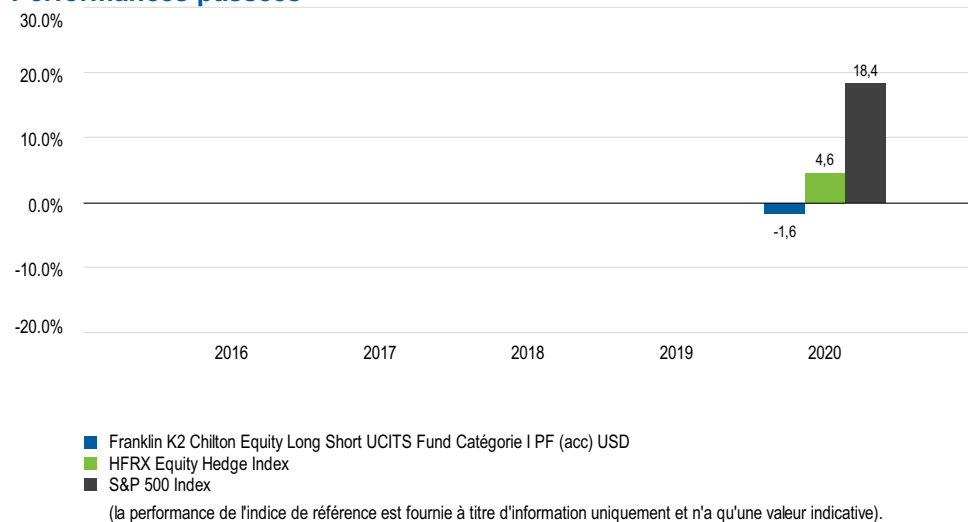 Performances passées
30.0%
20.0%
10.0%
0.0%
-10.0%
-20.0%
18,4
4,6
-1,6
2016 2017 2018 2019 2020
Franklin K2 Chilton Equity Long Short UCITS Fund Catégorie I PF (acc) USD
HFRX Equity Hedge Index
S&P 500 Index
(la performance de l'indice de référence est fournie à titre d'information uniquement et n'a qu'une valeur indicative).